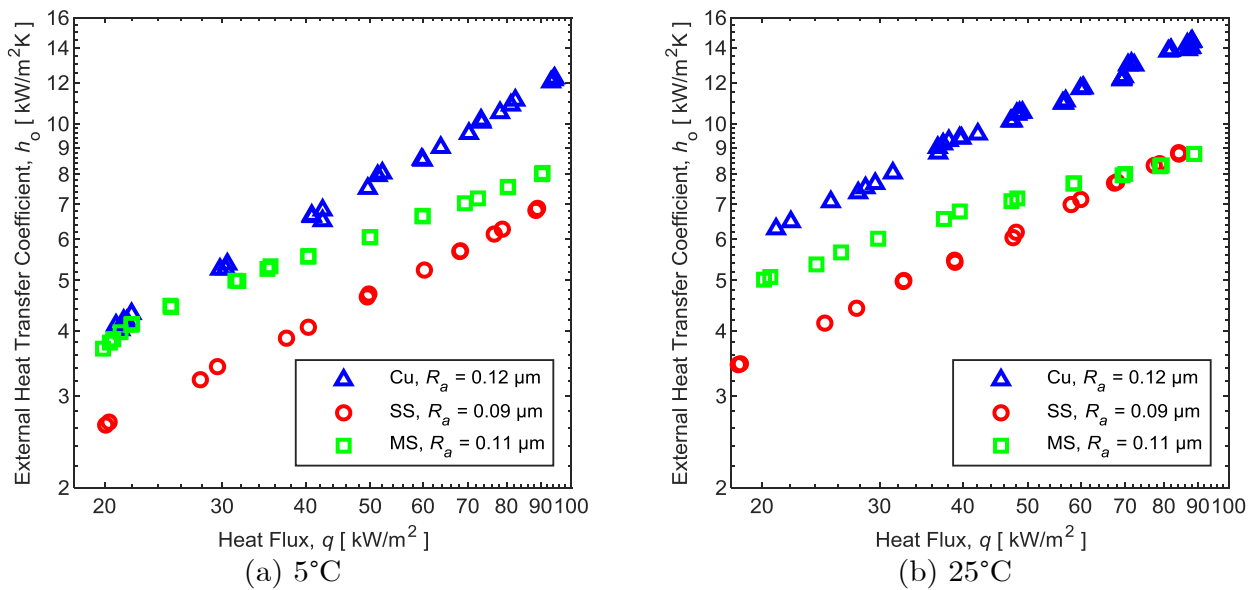 16
14
12
10
9
8
7
6
5
4
3
2
External Heat Transfer Coefficient, h_o [ kW/m²K ]
Cu, R_a = 0.12 µm
SS, R_a = 0.09 µm
MS, R_a = 0.11 µm
20 30 40 50 60 70 80 90 100
Heat Flux, q [ kW/m² ]
(a) 5°C
16
14
12
10
9
8
7
6
5
4
3
2
External Heat Transfer Coefficient, h_o [ kW/m²K ]
Cu, R_a = 0.12 µm
SS, R_a = 0.09 µm
MS, R_a = 0.11 µm
20 30 40 50 60 70 80 90 100
Heat Flux, q [ kW/m² ]
(b) 25°C